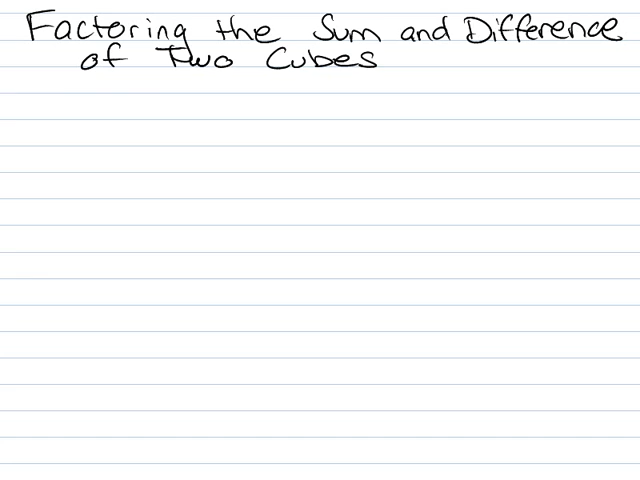 Factoring the Sum and Difference
of Two Cubes